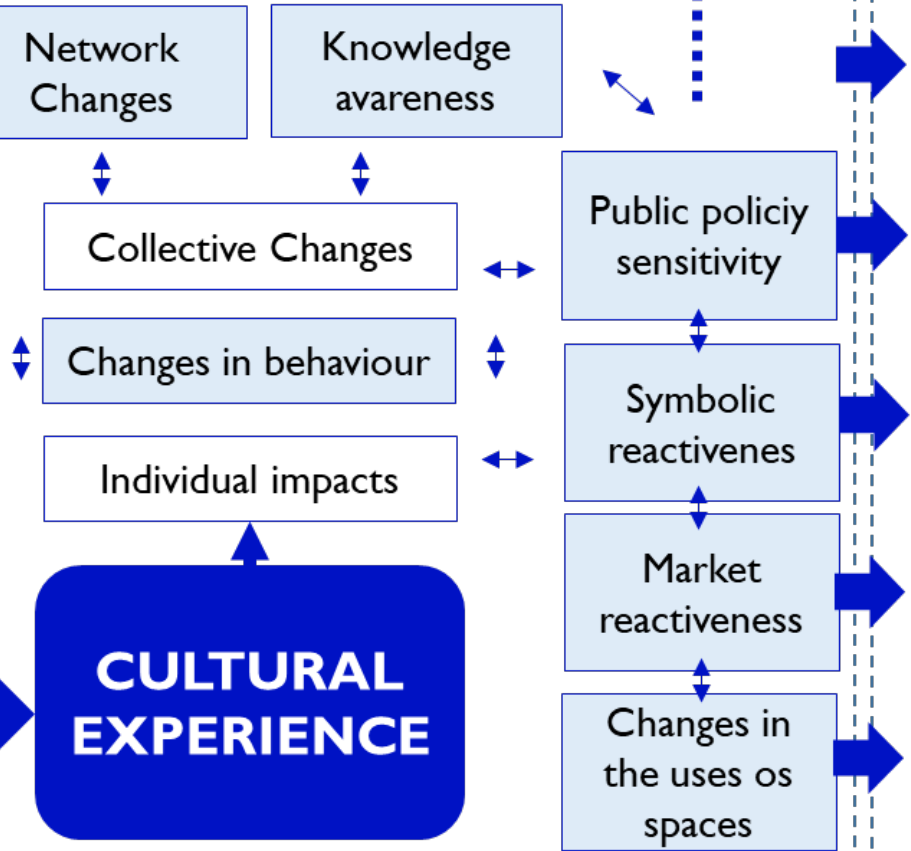 Network
Changes
Knowledge
avareness
Collective Changes
Changes in behaviour
Individual impacts
CULTURAL
EXPERIENCE
Public policiy
sensitivity
Symbolic
reactivenes
Market
reactiveness
Changes in
the uses os
spaces